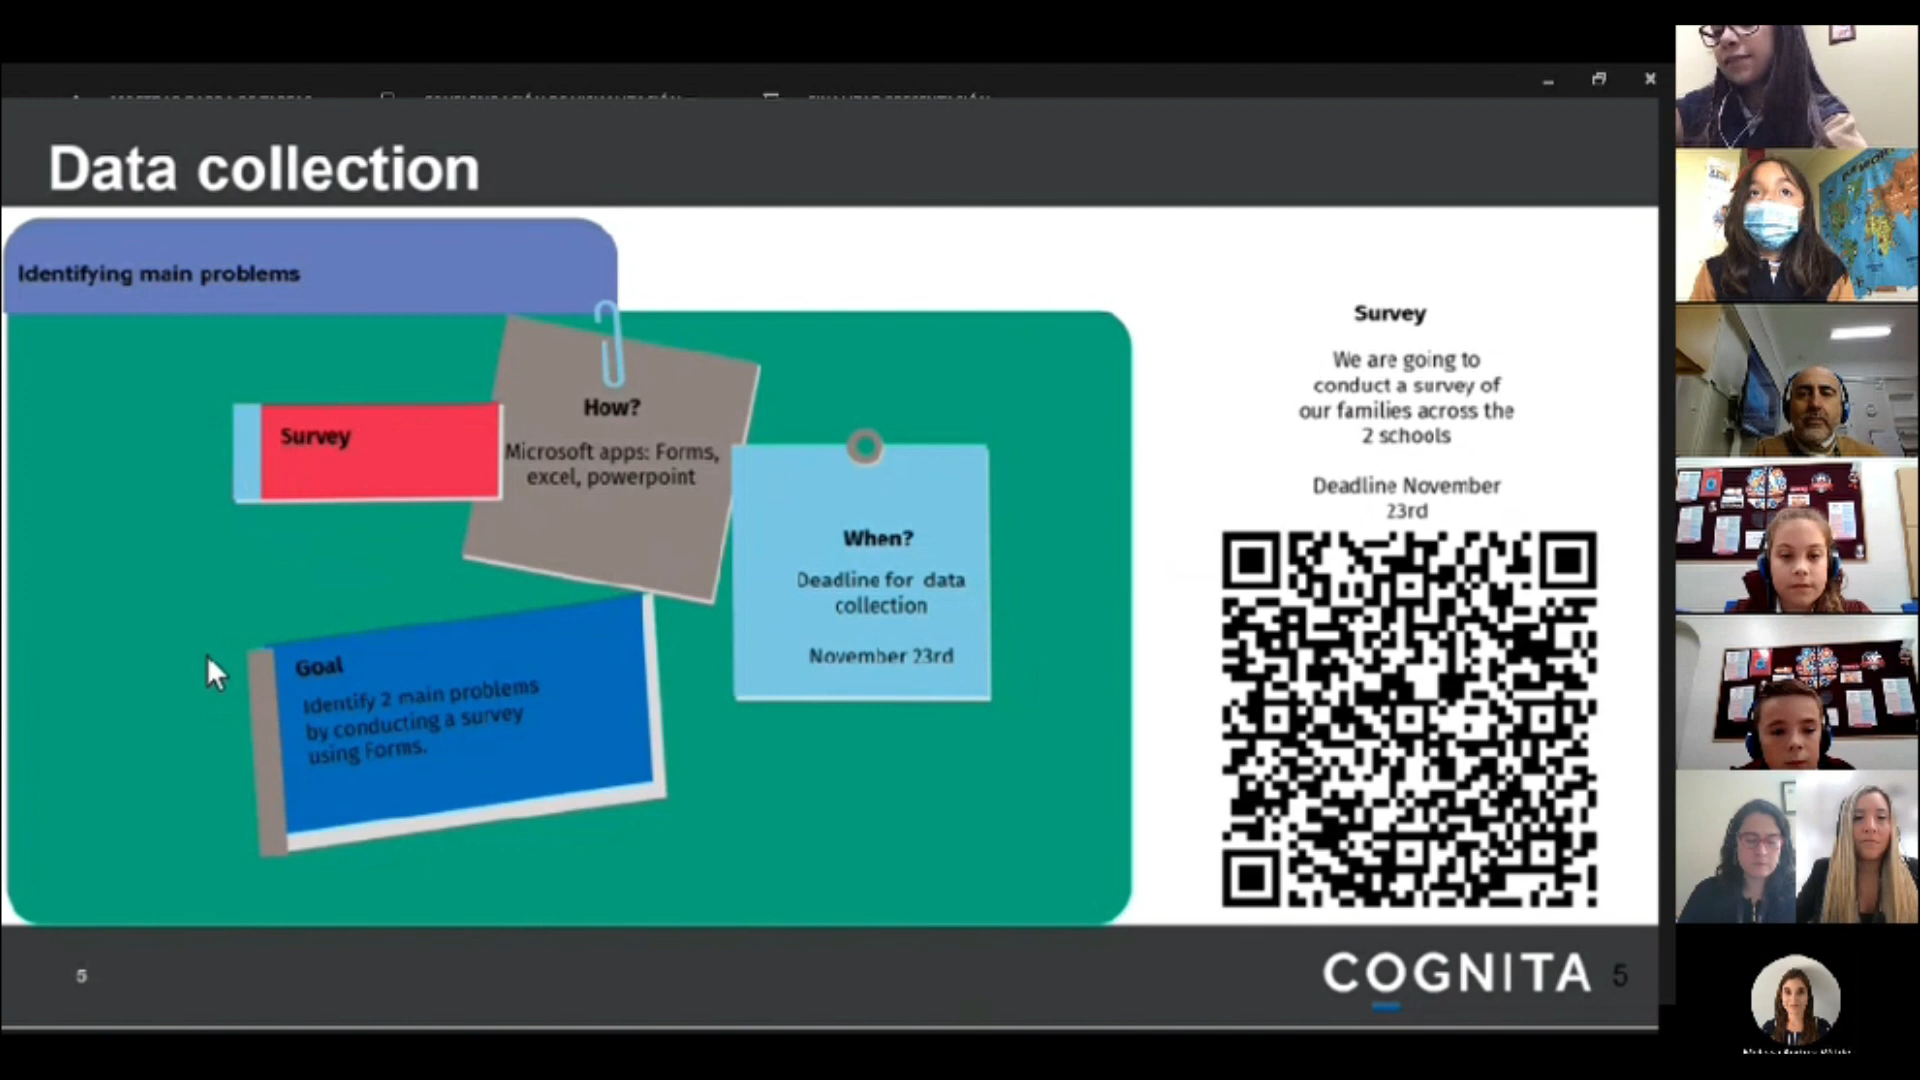 Data collection
Identifying main problems
Survey
How?
Microsoft apps: Forms,
excel, powerpoint
When?
Deadline for data
collection
November 23rd
Goal
Identify 2 main problems
by conducting a survey
using Forms.
Survey
We are going to
conduct a survey of
our families across the
2 schools
Deadline November
23rd
5
COGNITA
5